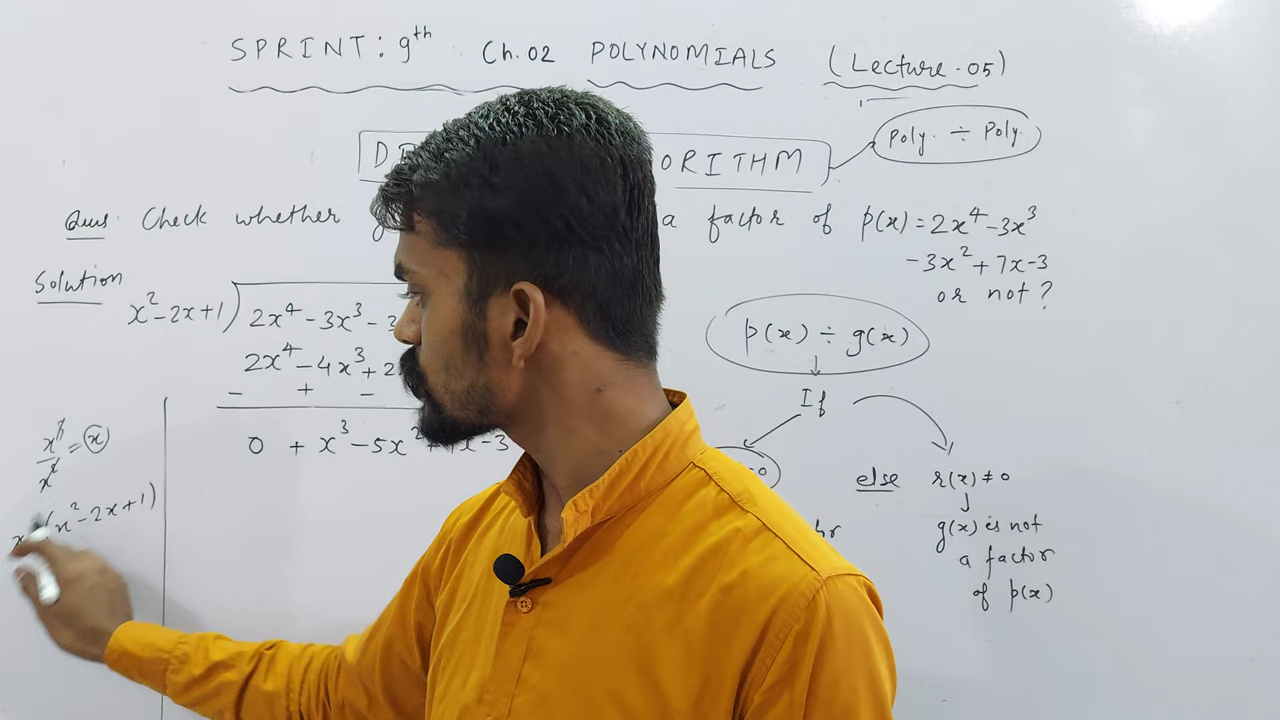 SPRINT: 9th Ch.02 POLYNOMIALS (Lecture-05)
Poly. ÷ Poly.
D ORITHM
Ques. Check whether g a factor of p(x) = 2x⁴ - 3x³
- 3x² + 7x - 3
or not?
Solution
x² - 2x + 1 ) 2x⁴ - 3x³ - 3
2x⁴ - 4x³ + 2
- + -
0 + x³ - 5x² + 7x - 3
x³/x² = x
x (x² - 2x + 1)
p(x) ÷ g(x)
If
else r(x) ≠ 0
g(x) is not
a factor
of p(x)